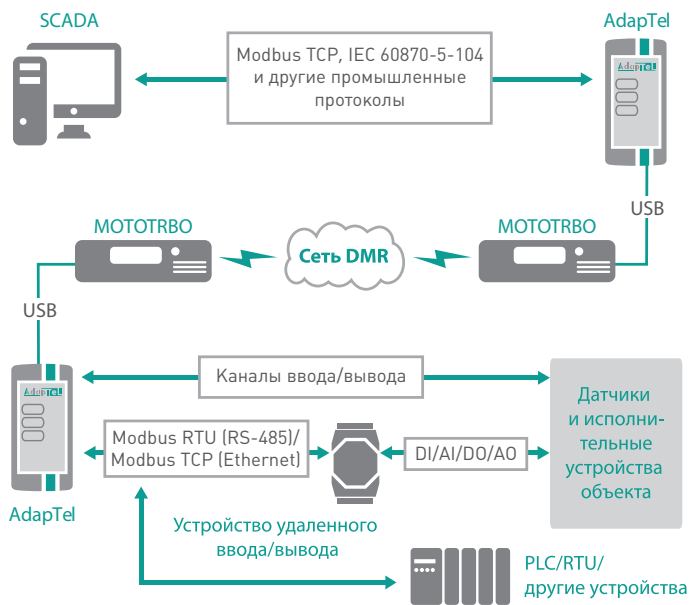 SCADA
AdapTel
Modbus TCP, IEC 60870-5-104
и другие промышленные
протоколы
AdapTeL
USB
MOTOTRBO
MOTOTRBO
Сеть DMR
USB
AdapTeL
Каналы ввода/вывода
Датчики
и исполни-
тельные
устройства
объекта
Modbus RTU (RS-485)/
Modbus TCP (Ethernet)
DI/AI/DO/AO
AdapTel
Устройство удаленного
ввода/вывода
PLC/RTU/
другие устройства